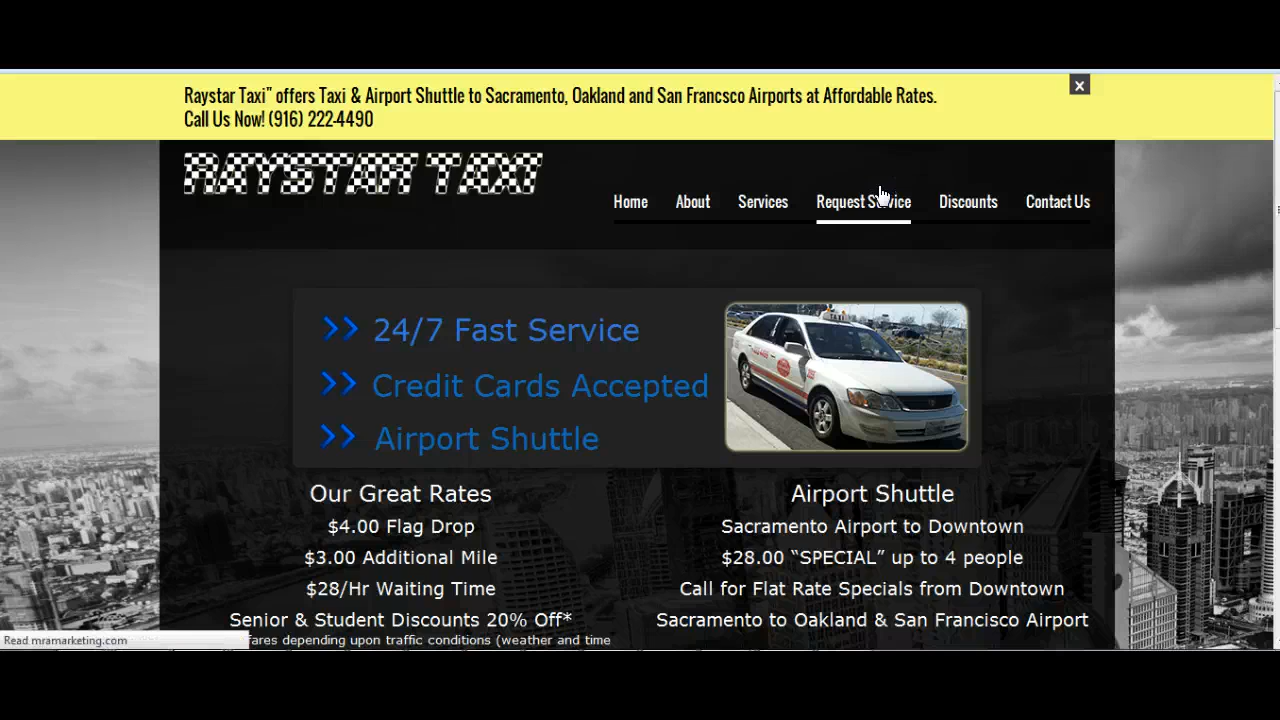 Raystar Taxi" offers Taxi & Airport Shuttle to Sacramento, Oakland and San Francsco Airports at Affordable Rates.
Call Us Now! (916) 222-4490
RAYSTAR TAXI
Home About Services Request Service Discounts Contact Us
>> 24/7 Fast Service
>> Credit Cards Accepted
>> Airport Shuttle
Our Great Rates
$4.00 Flag Drop
$3.00 Additional Mile
$28/Hr Waiting Time
Senior & Student Discounts 20% Off*
fares depending upon traffic conditions (weather and time
Airport Shuttle
Sacramento Airport to Downtown
$28.00 “SPECIAL” up to 4 people
Call for Flat Rate Specials from Downtown
Sacramento to Oakland & San Francisco Airport
Read mramarketing.com